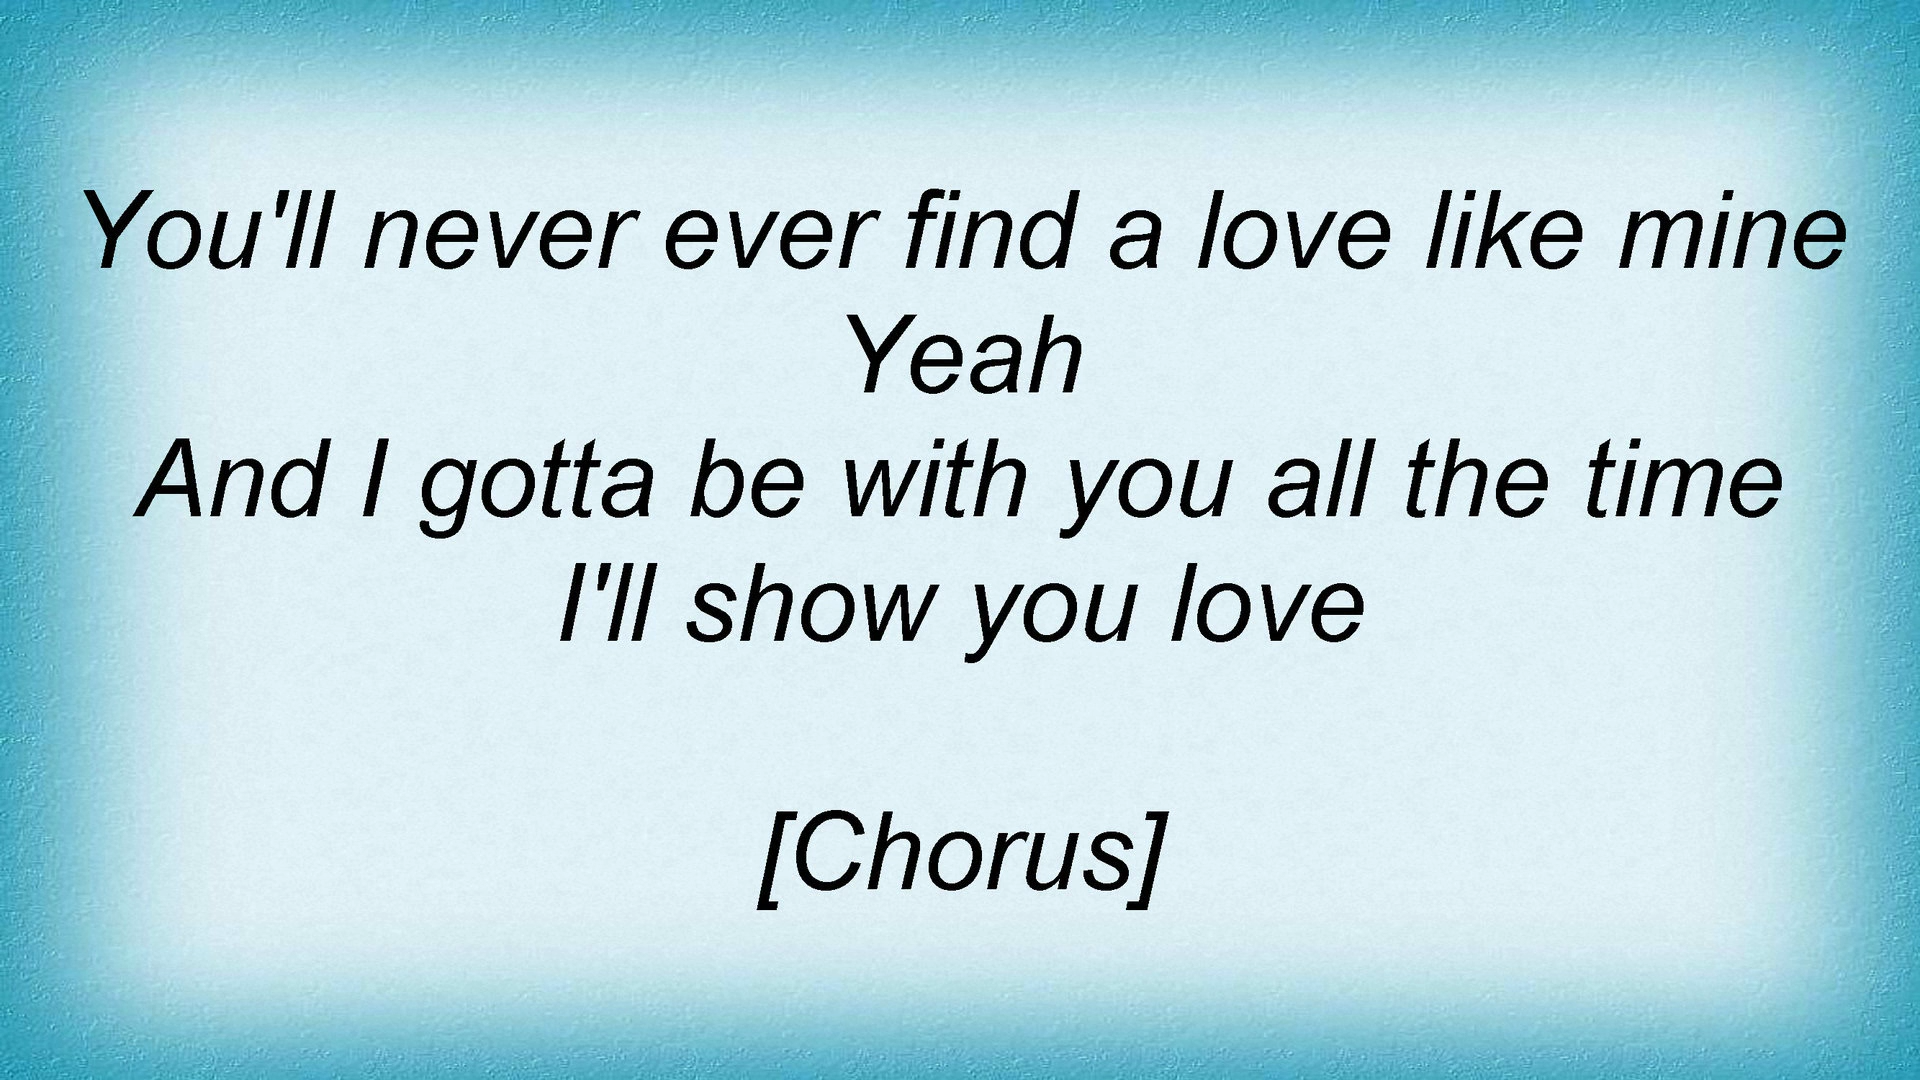 You'll never ever find a love like mine
Yeah
And I gotta be with you all the time
I'll show you love
[Chorus]